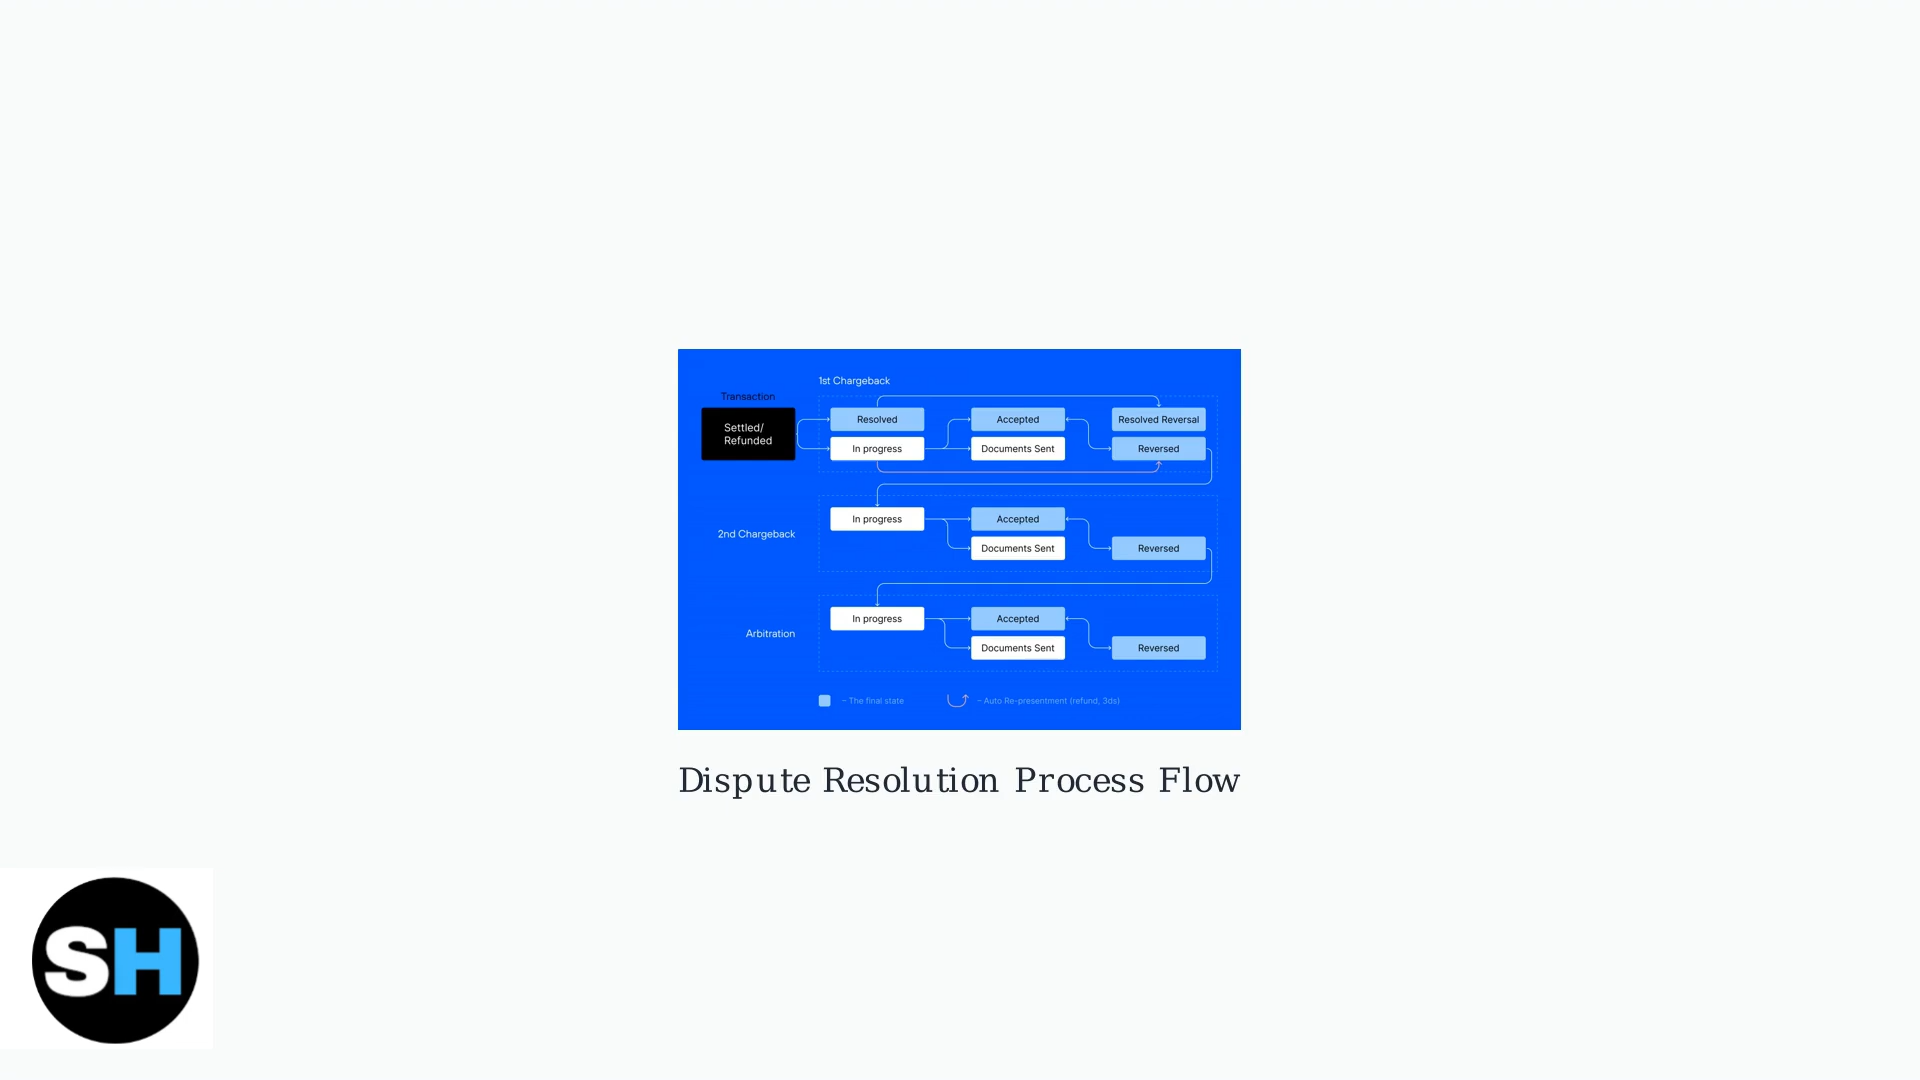 1st Chargeback
Transaction
Settled/
Refunded
Resolved
Accepted
Resolved Reversal
In progress
Documents Sent
Reversed
2nd Chargeback
In progress
Accepted
Documents Sent
Reversed
Arbitration
In progress
Accepted
Documents Sent
Reversed
– The final state
– Auto Re-presentment (refund, 3ds)
Dispute Resolution Process Flow
SH